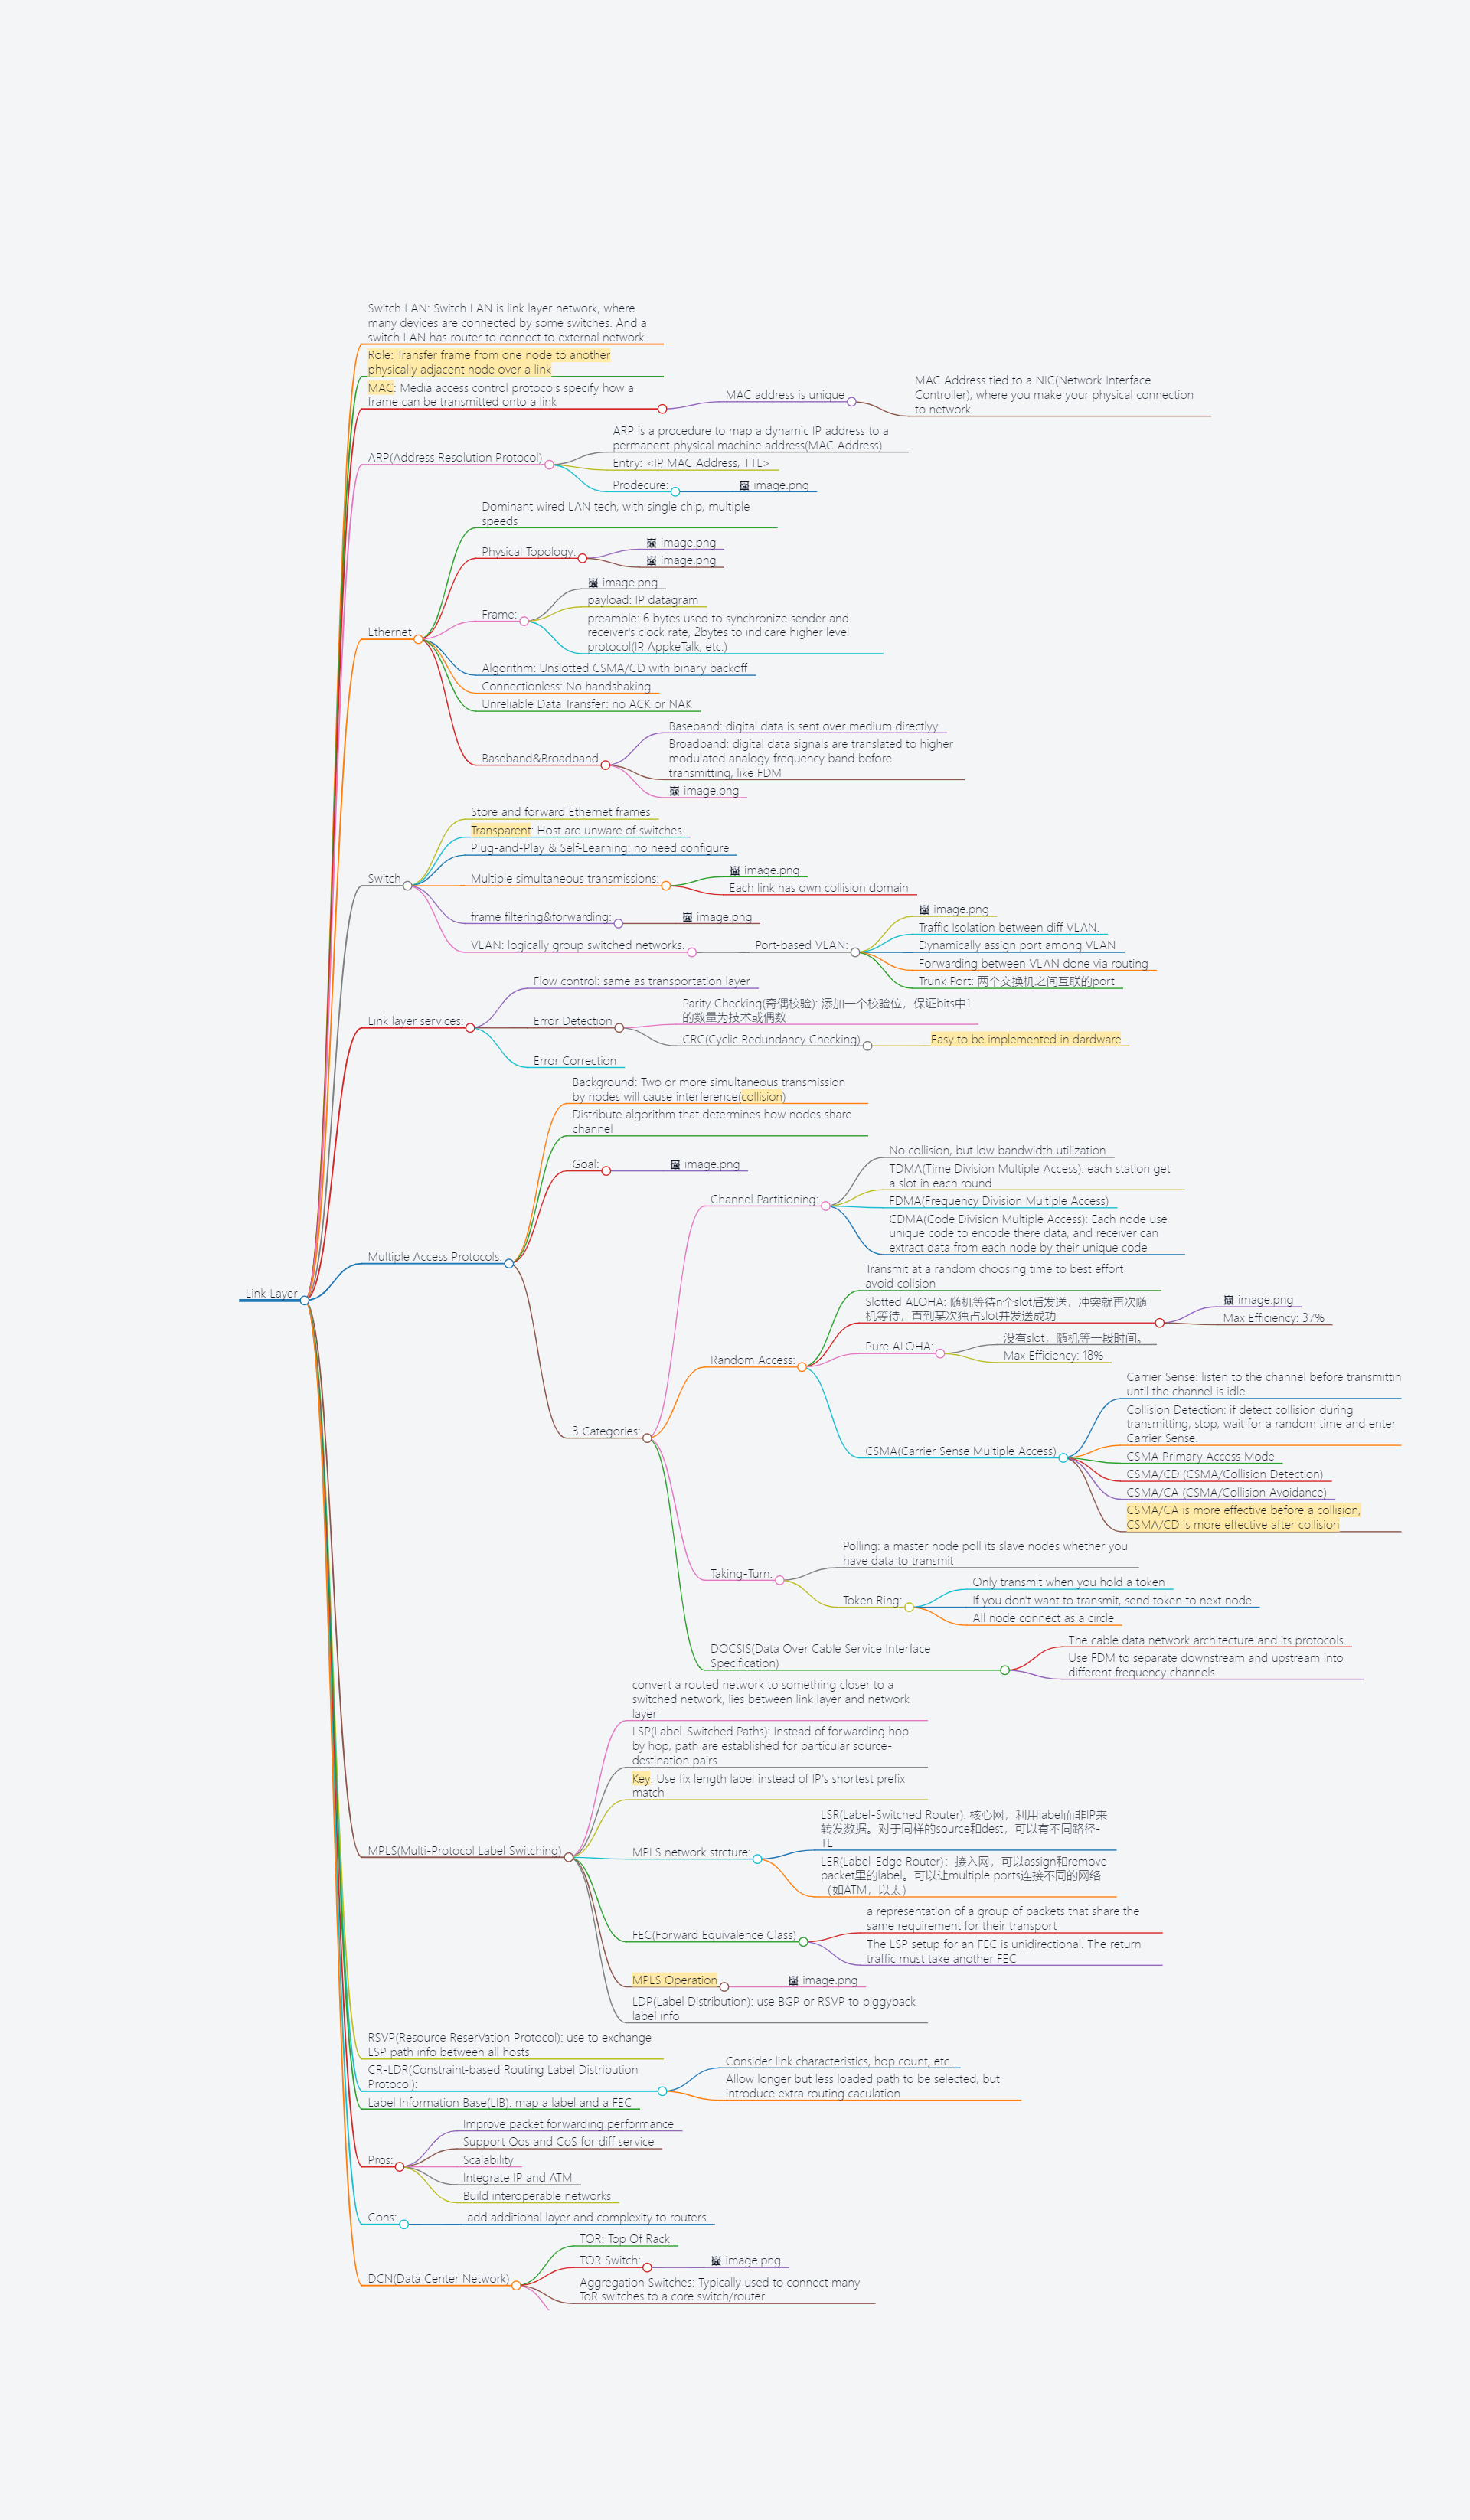 Link-Layer
Switch LAN: Switch LAN is link layer network, where
many devices are connected by some switches. And a
switch LAN has router to connect to external network.
Role: Transfer frame from one node to another
physically adjacent node over a link
MAC: Media access control protocols specify how a
frame can be transmitted onto a link
MAC address is unique
MAC Address tied to a NIC(Network Interface
Controller), where you make your physical connection
to network
ARP(Address Resolution Protocol)
ARP is a procedure to map a dynamic IP address to a
permanent physical machine address(MAC Address)
Entry: <IP, MAC Address, TTL>
Prodecure:
image.png
Ethernet
Dominant wired LAN tech, with single chip, multiple
speeds
Physical Topology:
image.png
image.png
Frame:
image.png
payload: IP datagram
preamble: 6 bytes used to synchronize sender and
receiver's clock rate, 2bytes to indicare higher level
protocol(IP, AppkeTalk, etc.)
Algorithm: Unslotted CSMA/CD with binary backoff
Connectionless: No handshaking
Unreliable Data Transfer: no ACK or NAK
Baseband&Broadband
Baseband: digital data is sent over medium directlyy
Broadband: digital data signals are translated to higher
modulated analogy frequency band before
transmitting, like FDM
image.png
Switch
Store and forward Ethernet frames
Transparent: Host are unware of switches
Plug-and-Play & Self-Learning: no need configure
Multiple simultaneous transmissions:
image.png
Each link has own collision domain
frame filtering&forwarding:
image.png
VLAN: logically group switched networks.
Port-based VLAN:
image.png
Traffic Isolation between diff VLAN.
Dynamically assign port among VLAN
Forwarding between VLAN done via routing
Trunk Port: 两个交换机之间互联的port
Link layer services:
Flow control: same as transportation layer
Error Detection
Parity Checking(奇偶校验): 添加一个校验位，保证bits中1
的数量为技术或偶数
CRC(Cyclic Redundancy Checking)
Easy to be implemented in dardware
Error Correction
Multiple Access Protocols:
Background: Two or more simultaneous transmission
by nodes will cause interference(collision)
Distribute algorithm that determines how nodes share
channel
Goal:
image.png
3 Categories:
Channel Partitioning:
No collision, but low bandwidth utilization
TDMA(Time Division Multiple Access): each station get
a slot in each round
FDMA(Frequency Division Multiple Access)
CDMA(Code Division Multiple Access): Each node use
unique code to encode there data, and receiver can
extract data from each node by their unique code
Random Access:
Transmit at a random choosing time to best effort
avoid collsion
Slotted ALOHA: 随机等待n个slot后发送，冲突就再次随
机等待，直到某次独占slot并发送成功
image.png
Max Efficiency: 37%
Pure ALOHA:
没有slot，随机等一段时间。
Max Efficiency: 18%
CSMA(Carrier Sense Multiple Access)
Carrier Sense: listen to the channel before transmittin
until the channel is idle
Collision Detection: if detect collision during
transmitting, stop, wait for a random time and enter
Carrier Sense.
CSMA Primary Access Mode
CSMA/CD (CSMA/Collision Detection)
CSMA/CA (CSMA/Collision Avoidance)
CSMA/CA is more effective before a collision,
CSMA/CD is more effective after collision
Taking-Turn:
Polling: a master node poll its slave nodes whether you
have data to transmit
Token Ring:
Only transmit when you hold a token
If you don't want to transmit, send token to next node
All node connect as a circle
DOCSIS(Data Over Cable Service Interface
Specification)
The cable data network architecture and its protocols
Use FDM to separate downstream and upstream into
different frequency channels
MPLS(Multi-Protocol Label Switching)
convert a routed network to something closer to a
switched network, lies between link layer and network
layer
LSP(Label-Switched Paths): Instead of forwarding hop
by hop, path are established for particular source-
destination pairs
Key: Use fix length label instead of IP's shortest prefix
match
MPLS network strcture:
LSR(Label-Switched Router): 核心网，利用label而非IP来
转发数据。对于同样的source和dest，可以有不同路径-
TE
LER(Label-Edge Router)：接入网，可以assign和remove
packet里的label。可以让multiple ports连接不同的网络
（如ATM，以太）
FEC(Forward Equivalence Class)
a representation of a group of packets that share the
same requirement for their transport
The LSP setup for an FEC is unidirectional. The return
traffic must take another FEC
MPLS Operation
image.png
LDP(Label Distribution): use BGP or RSVP to piggyback
label info
RSVP(Resource ReserVation Protocol): use to exchange
LSP path info between all hosts
CR-LDR(Constraint-based Routing Label Distribution
Protocol):
Consider link characteristics, hop count, etc.
Allow longer but less loaded path to be selected, but
introduce extra routing caculation
Label Information Base(LIB): map a label and a FEC
Pros:
Improve packet forwarding performance
Support Qos and CoS for diff service
Scalability
Integrate IP and ATM
Build interoperable networks
Cons:
add additional layer and complexity to routers
DCN(Data Center Network)
TOR: Top Of Rack
TOR Switch:
image.png
Aggregation Switches: Typically used to connect many
ToR switches to a core switch/router